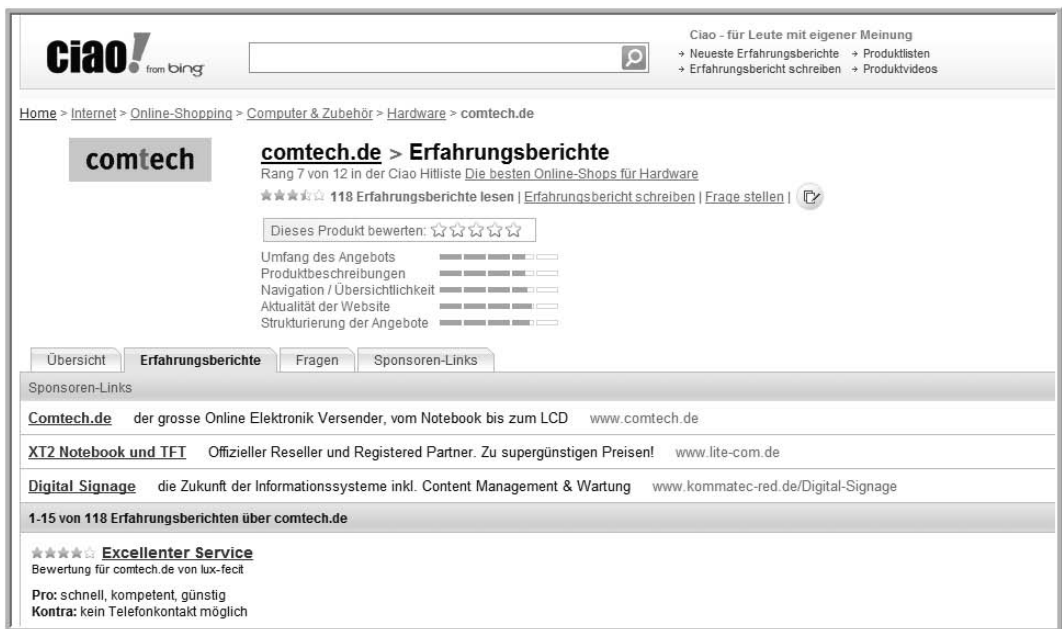 ciao! from bing
Ciao - für Leute mit eigener Meinung
Neueste Erfahrungsberichte Produktlisten
Erfahrungsbericht schreiben Produktvideos
Home > Internet > Online-Shopping > Computer & Zubehör > Hardware > comtech.de
comtech
comtech.de > Erfahrungsberichte
Rang 7 von 12 in der Ciao Hitliste Die besten Online-Shops für Hardware
118 Erfahrungsberichte lesen | Erfahrungsbericht schreiben | Frage stellen |
Dieses Produkt bewerten:
Umfang des Angebots
Produktbeschreibungen
Navigation / Übersichtlichkeit
Aktualität der Website
Strukturierung der Angebote
Übersicht Erfahrungsberichte Fragen Sponsoren-Links
Sponsoren-Links
Comtech.de der grosse Online Elektronik Versender, vom Notebook bis zum LCD www.comtech.de
XT2 Notebook und TFT Offizieller Reseller und Registered Partner. Zu supergünstigen Preisen! www.lite-com.de
Digital Signage die Zukunft der Informationssysteme inkl. Content Management & Wartung www.kommatec-red.de/Digital-Signage
1-15 von 118 Erfahrungsberichten über comtech.de
Excellenter Service
Bewertung für comtech.de von lux-fecit
Pro: schnell, kompetent, günstig
Kontra: kein Telefonkontakt möglich